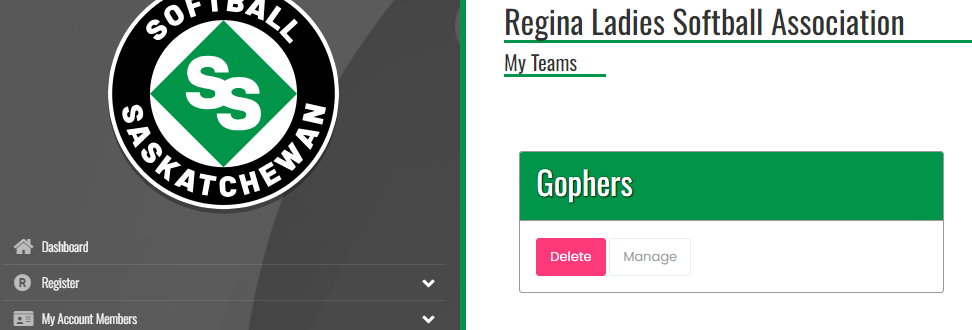 SOFTBALL
SS
SASKATCHEWAN
Dashboard
R Register
My Account Members
Regina Ladies Softball Association
My Teams
Gophers
Delete Manage